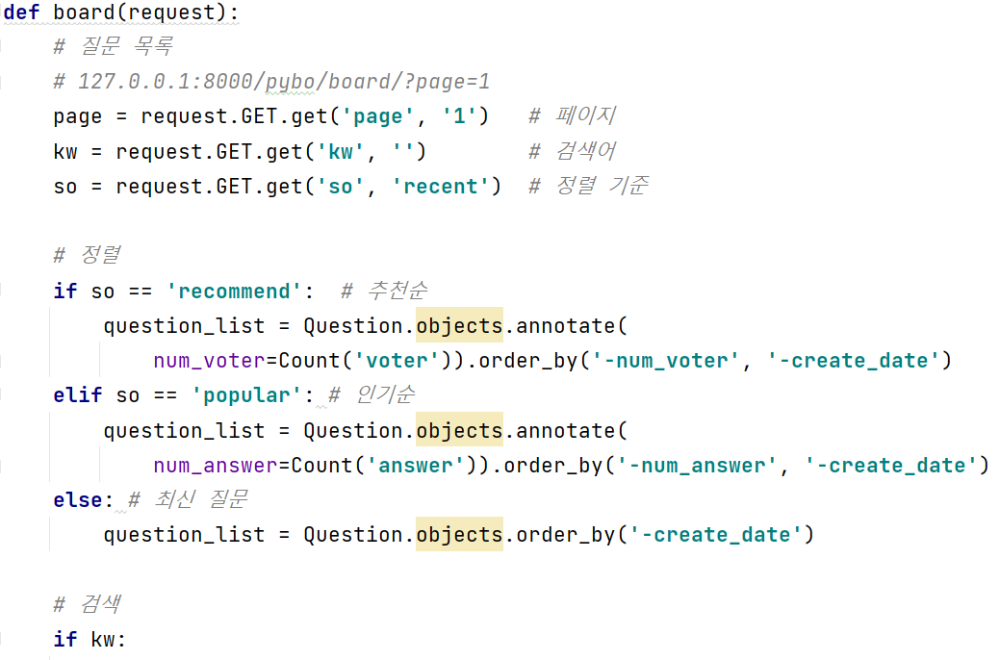 def board(request):
    # 질문 목록
    # 127.0.0.1:8000/pybo/board/?page=1
    page = request.GET.get('page', '1')   # 페이지
    kw = request.GET.get('kw', '')        # 검색어
    so = request.GET.get('so', 'recent')  # 정렬 기준

    # 정렬
    if so == 'recommend':  # 추천순
        question_list = Question.objects.annotate(
            num_voter=Count('voter')).order_by('-num_voter', '-create_date')
    elif so == 'popular': # 인기순
        question_list = Question.objects.annotate(
            num_answer=Count('answer')).order_by('-num_answer', '-create_date')
    else: # 최신 질문
        question_list = Question.objects.order_by('-create_date')

    # 검색
    if kw: